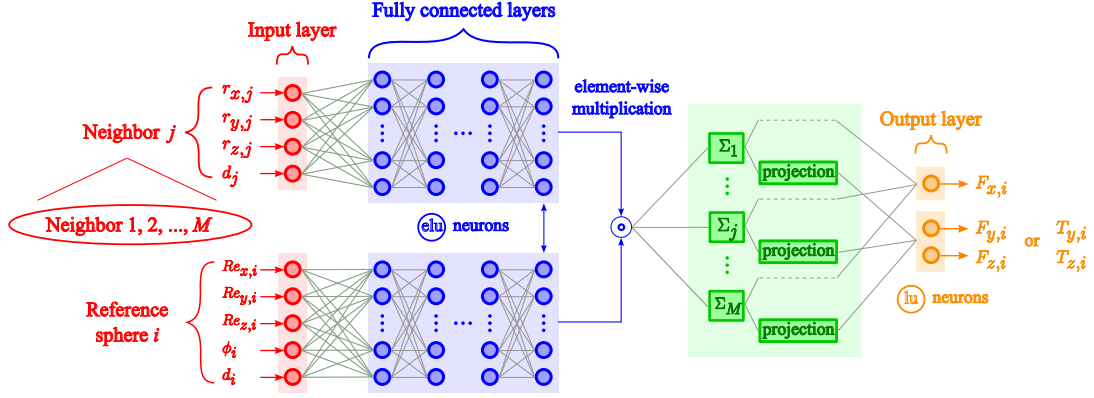 Fully connected layers
Input layer
r_{x,j}
r_{y,j}
r_{z,j}
d_j
Neighbor j
Neighbor 1, 2, ..., M
elu neurons
element-wise
multiplication
Re_{x,i}
Re_{y,i}
Re_{z,i}
ϕ_i
d_i
Reference
sphere i
Σ_1
projection
Σ_j
projection
Σ_M
projection
Output layer
F_{x,i}
F_{y,i} or T_{y,i}
F_{z,i} T_{z,i}
lu neurons